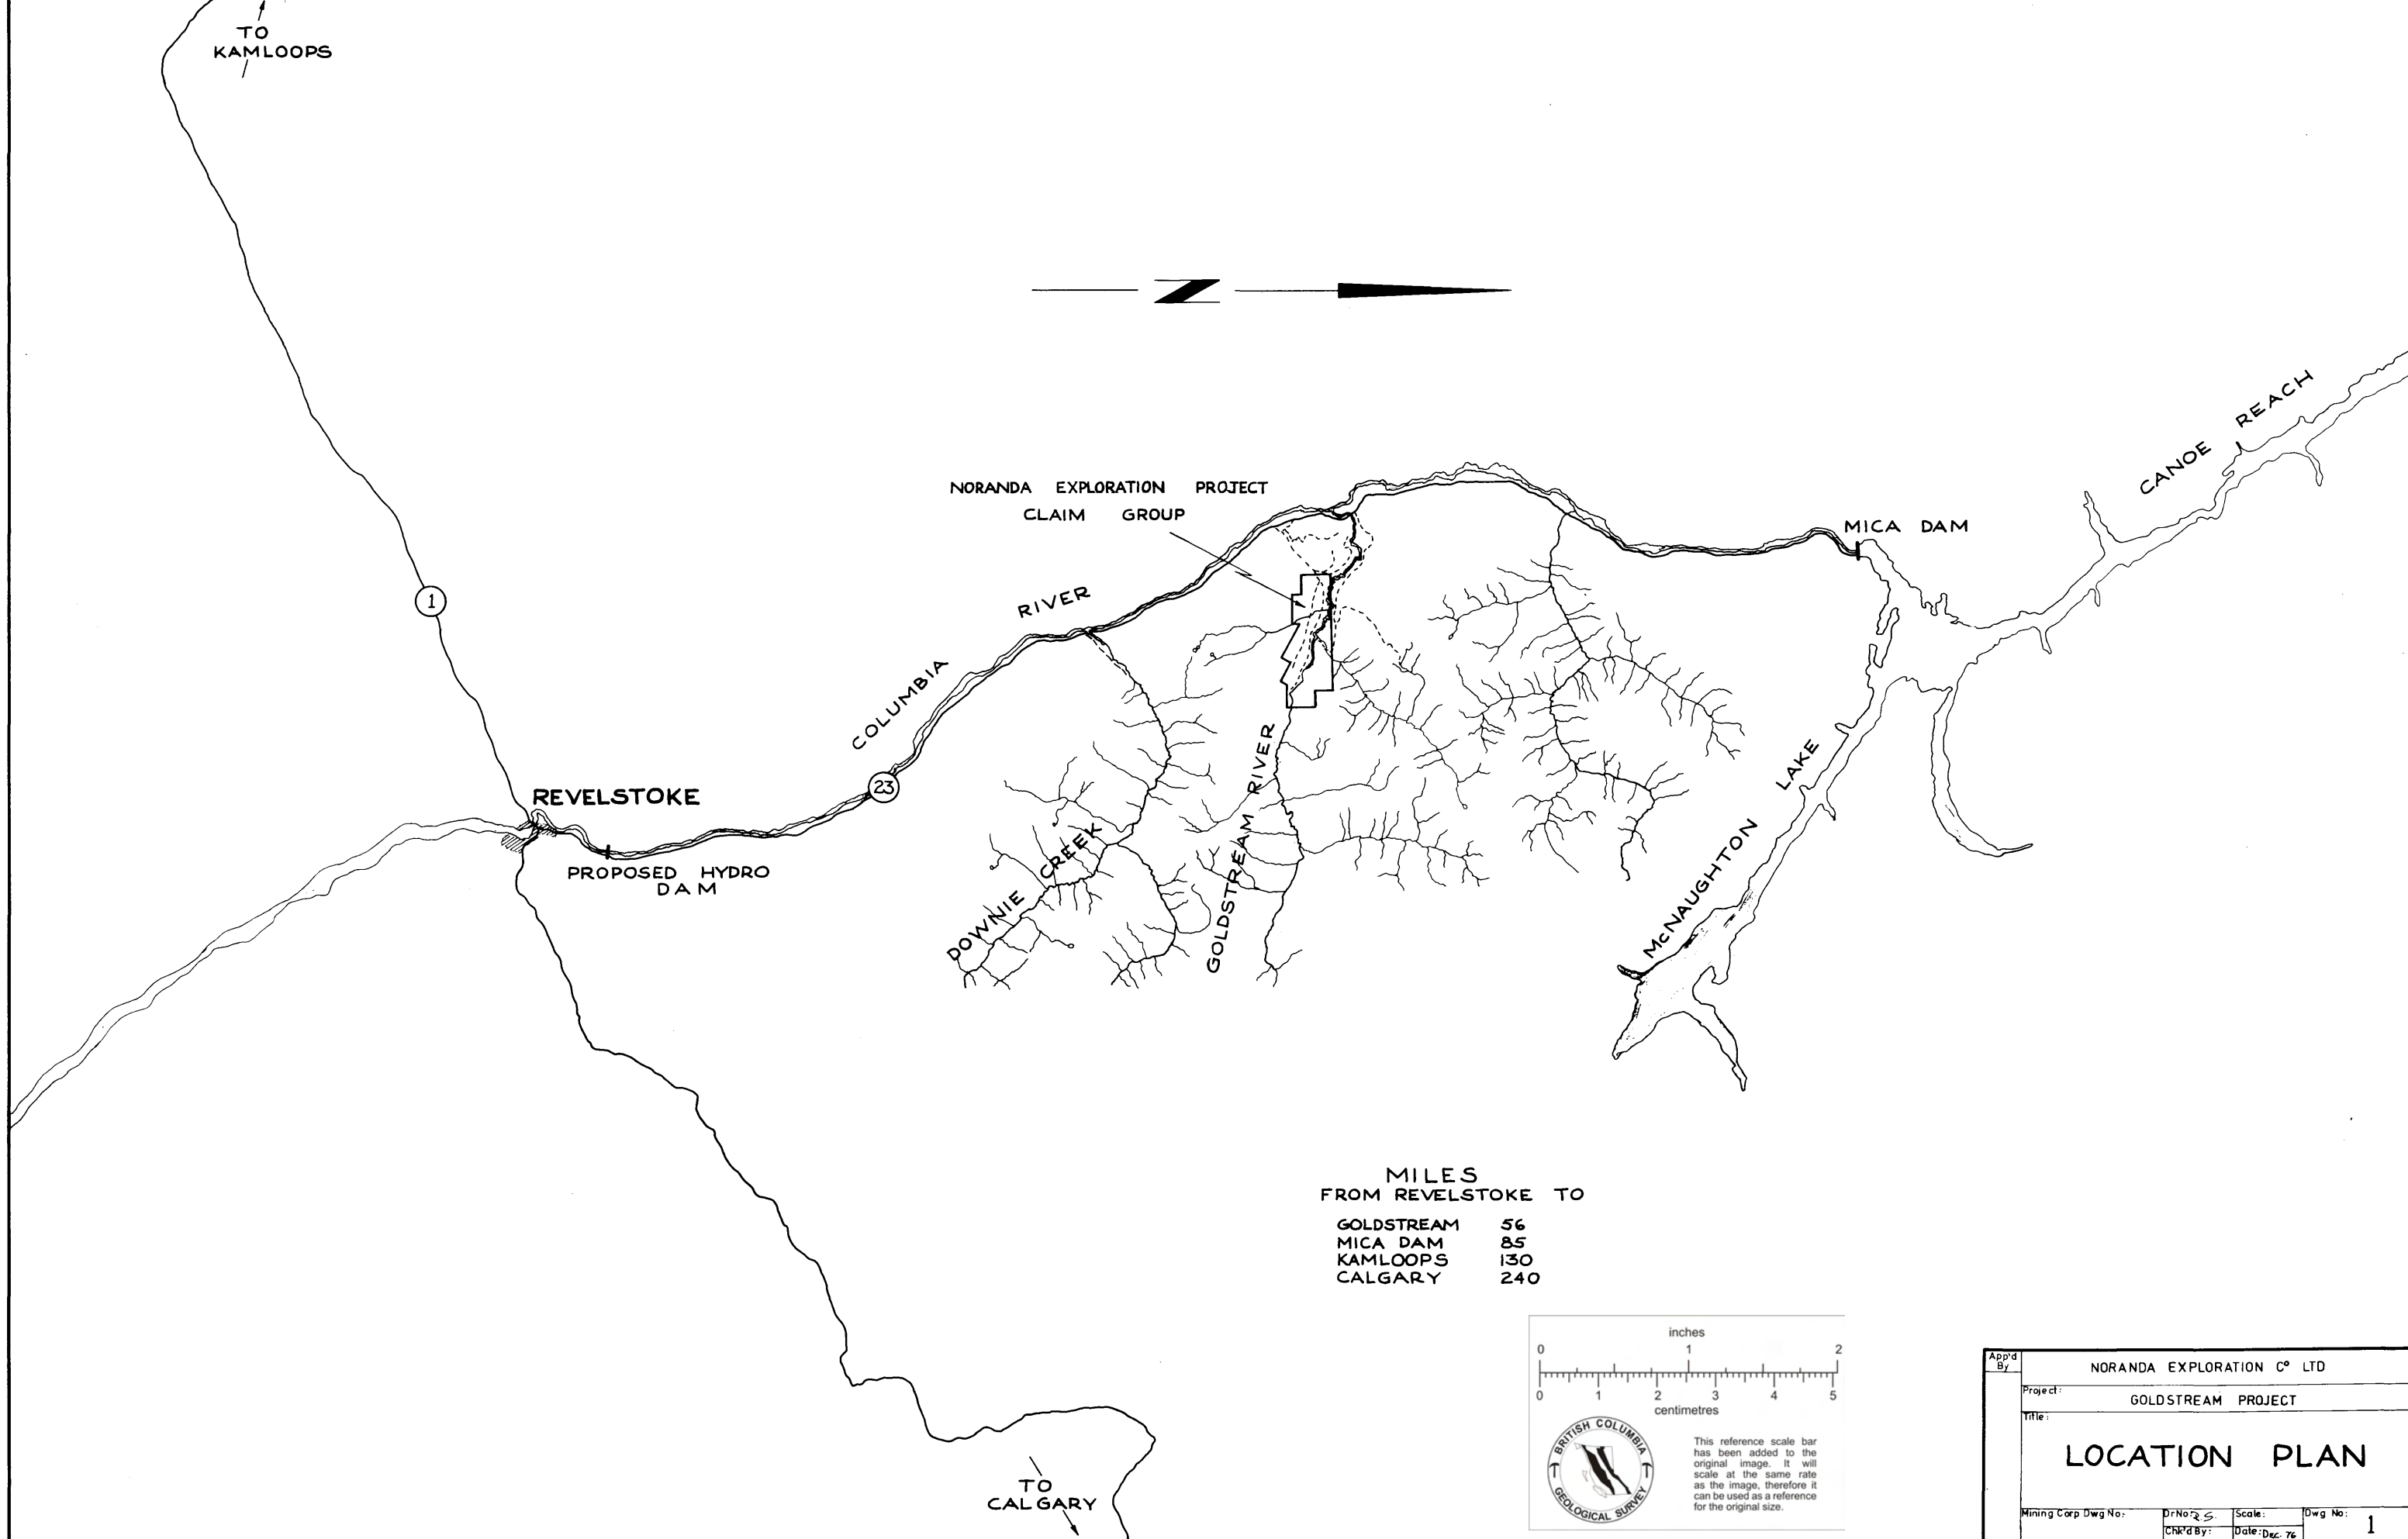 TO
KAMLOOPS
N
CANOE REACH
NORANDA EXPLORATION PROJECT
CLAIM GROUP
MICA DAM
1
COLUMBIA RIVER
23
REVELSTOKE
PROPOSED HYDRO
DAM
DOWNIE CREEK
GOLDSTREAM RIVER
McNAUGHTON LAKE
MILES
FROM REVELSTOKE TO
GOLDSTREAM 56
MICA DAM 85
KAMLOOPS 130
CALGARY 240
TO
CALGARY
inches
0 1 2
0 1 2 3 4 5
centimetres
BRITISH COLUMBIA
GEOLOGICAL SURVEY
This reference scale bar
has been added to the
original image. It will
scale at the same rate
as the image, therefore it
can be used as a reference
for the original size.
App'd
By
NORANDA EXPLORATION Cº LTD
Project:
GOLDSTREAM PROJECT
Title:
LOCATION PLAN
Mining Corp Dwg No:
Dr No: R.S.
Scale:
Dwg No: 1
Chk'd By:
Date: Dec. 76